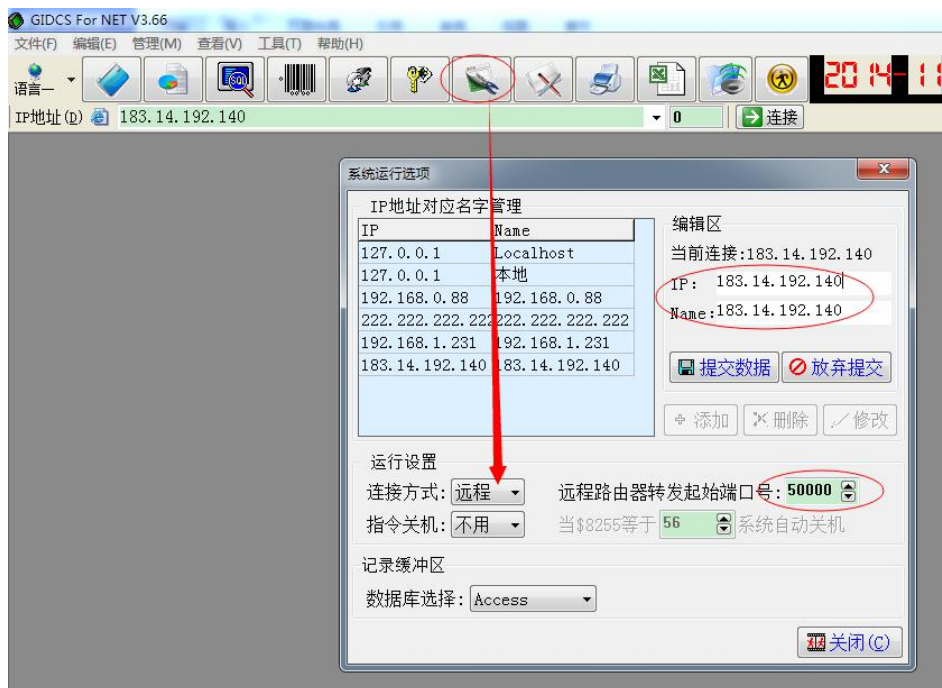 GIDCS For NET V3.66
文件(F) 编辑(E) 管理(M) 查看(V) 工具(T) 帮助(H)
语言—
SQL
2014-11
IP地址(D) 183.14.192.140 0 连接
系统运行选项
IP地址对应名字管理
IP Name
127.0.0.1 Localhost
127.0.0.1 本地
192.168.0.88 192.168.0.88
222.222.222.222 222.222.222.222
192.168.1.231 192.168.1.231
183.14.192.140 183.14.192.140
编辑区
当前连接:183.14.192.140
IP: 183.14.192.140
Name:183.14.192.140
提交数据 放弃提交
添加 删除 修改
运行设置
连接方式: 远程 远程路由器转发起始端口号: 50000
指令关机: 不用 当$8255等于 56 系统自动关机
记录缓冲区
数据库选择: Access
关闭(C)